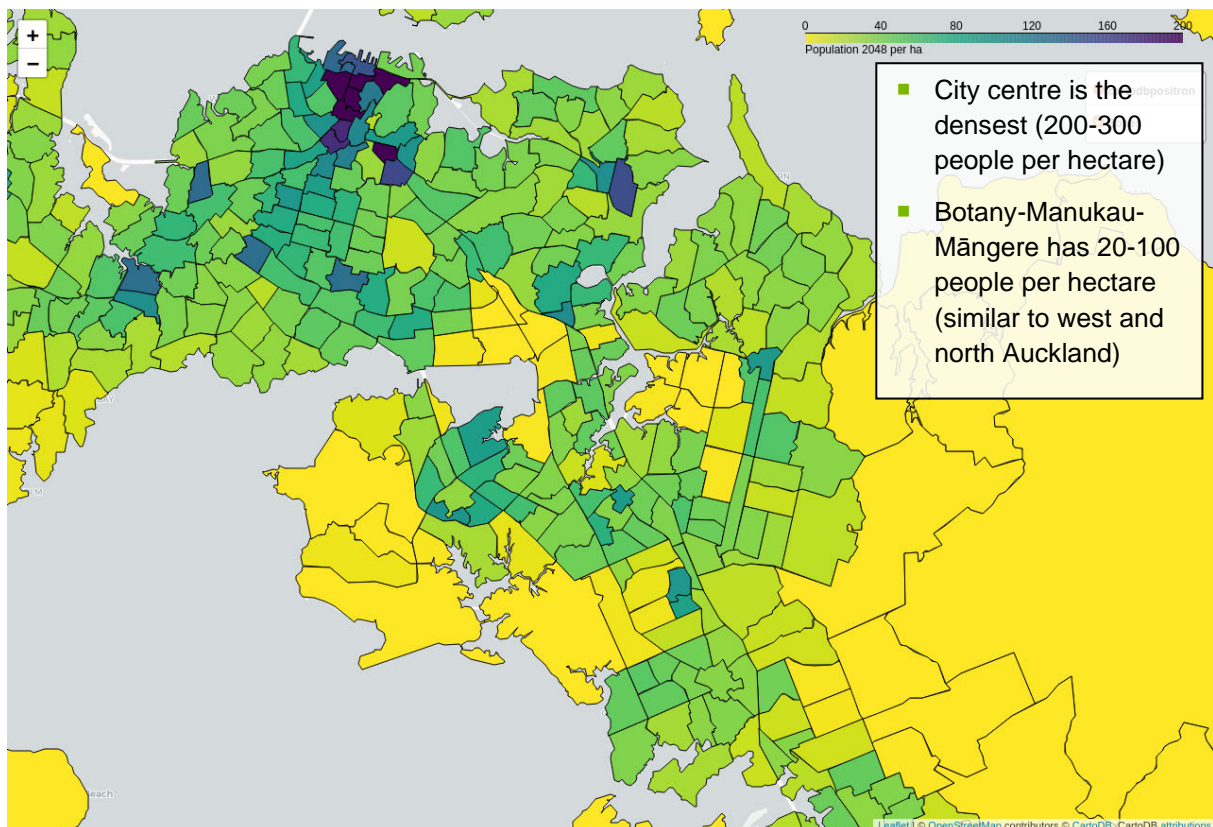 +
−
0 40 80 120 160 200
Population 2048 per ha
▪ City centre is the
densest (200-300
people per hectare)
▪ Botany-Manukau-
Māngere has 20-100
people per hectare
(similar to west and
north Auckland)
Leaflet | © OpenStreetMap contributors © CartoDB, CartoDB attributions